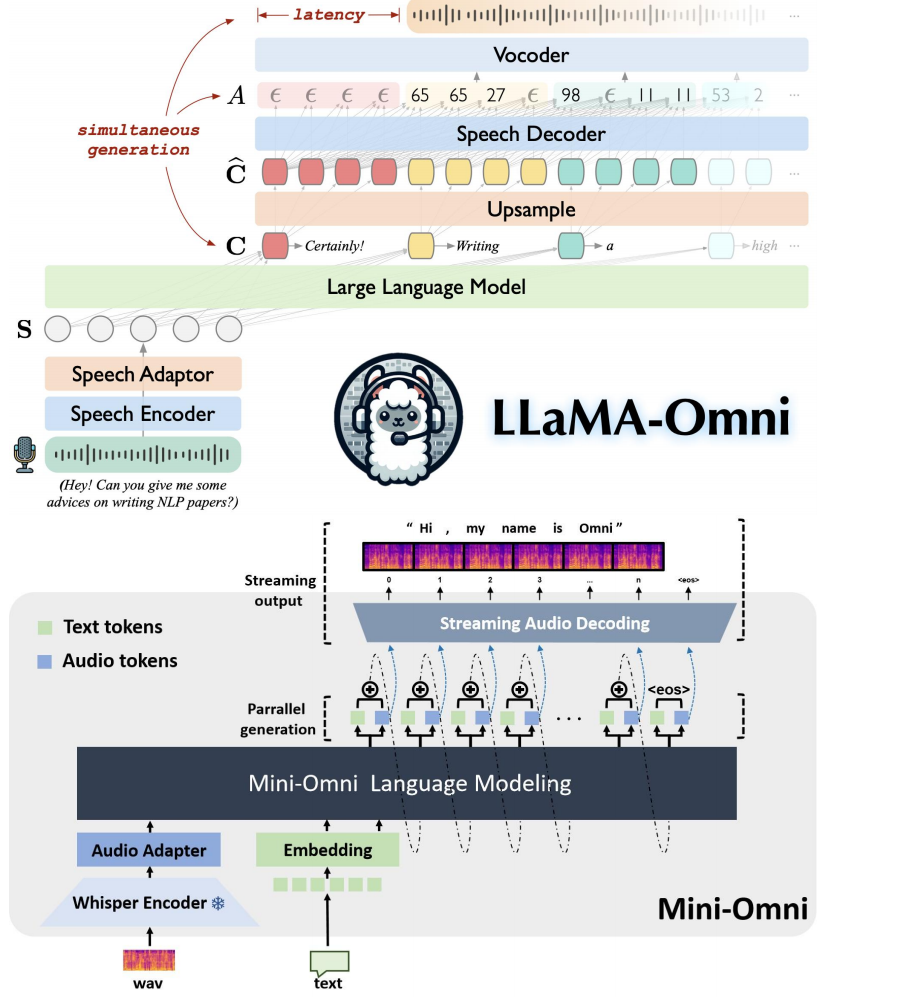 latency
...
Vocoder
A ϵ ϵ ϵ ϵ 65 65 27 ϵ 98 ϵ 11 11 53 2 ...
simultaneous
generation
Speech Decoder
Ĉ ...
Upsample
C Certainly! Writing a high ...
Large Language Model
S
Speech Adaptor
Speech Encoder
LLaMA-Omni
(Hey! Can you give me some
advices on writing NLP papers?)
“ Hi , my name is Omni ”
Streaming
output
0 1 2 3 ... n <eos>
Streaming Audio Decoding
Text tokens
Audio tokens
<eos>
Parrallel
generation
...
Mini-Omni Language Modeling
Audio Adapter
Embedding
Whisper Encoder
Mini-Omni
wav
text